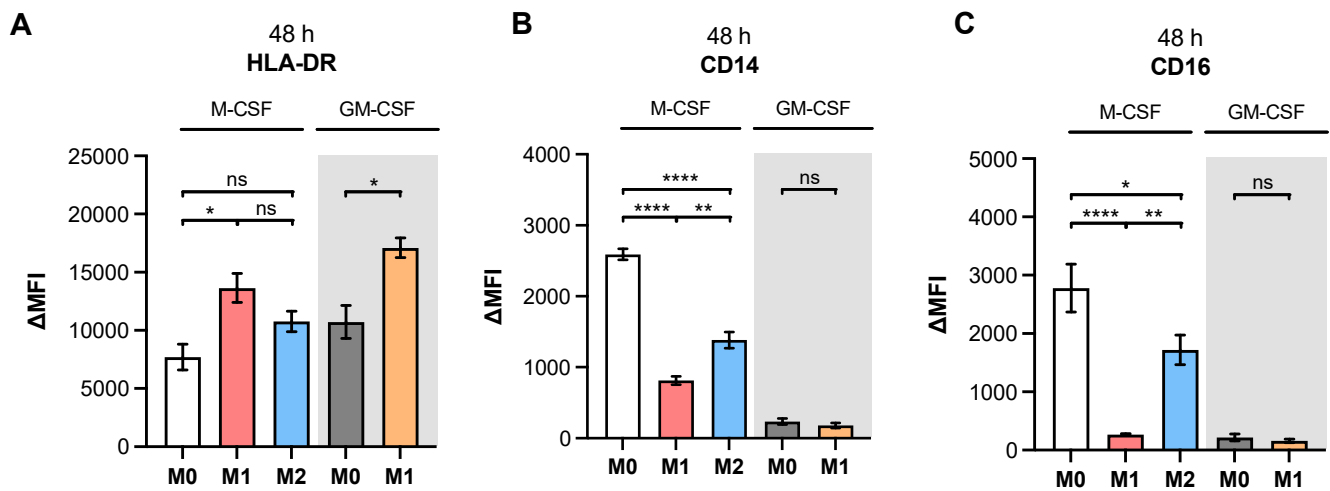 A
48 h
HLA-DR
M-CSF GM-CSF
25000
20000
15000
10000
5000
0
ΔMFI
ns
*
* ns
M0 M1 M2 M0 M1
B
48 h
CD14
M-CSF GM-CSF
4000
3000
2000
1000
0
ΔMFI
**** ns
**** **
M0 M1 M2 M0 M1
C
48 h
CD16
M-CSF GM-CSF
5000
4000
3000
2000
1000
0
ΔMFI
* ns
**** **
M0 M1 M2 M0 M1